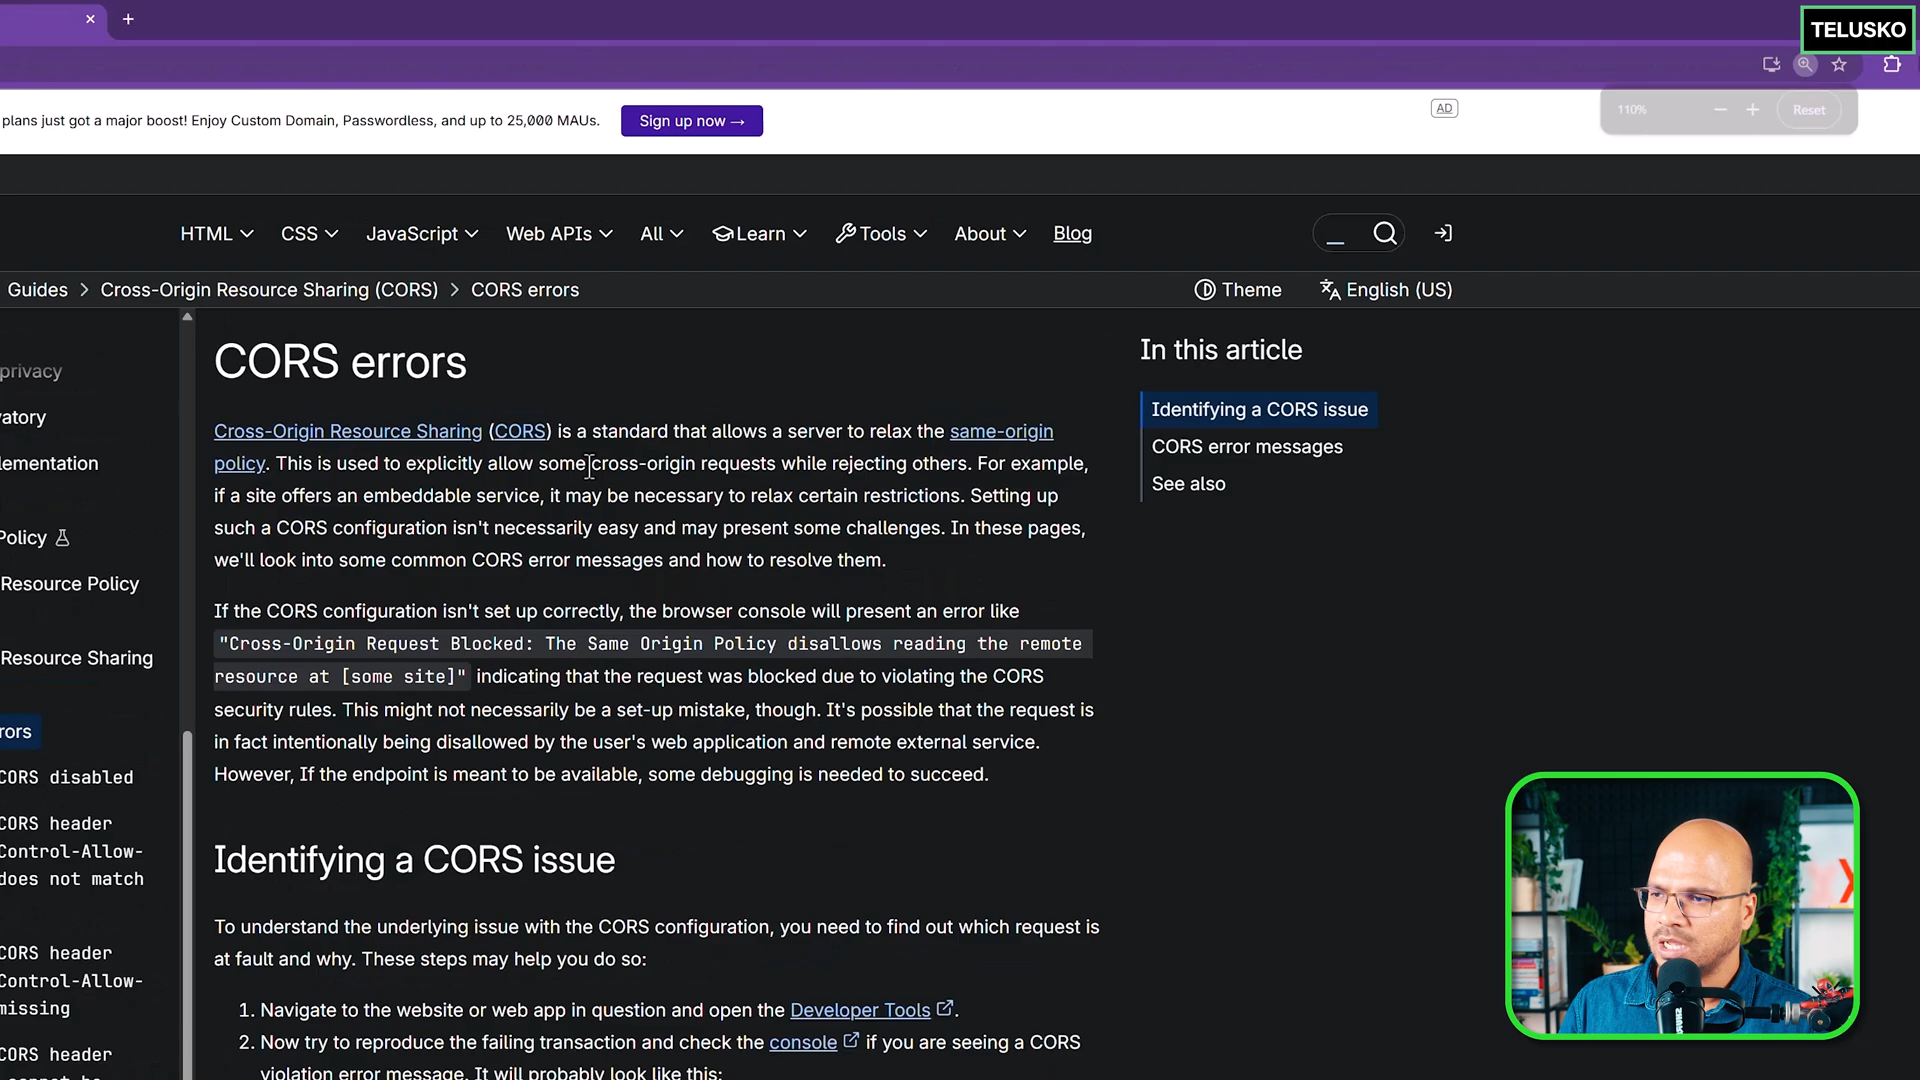 TELUSKO
110%
Reset
plans just got a major boost! Enjoy Custom Domain, Passwordless, and up to 25,000 MAUs.
Sign up now →
AD
HTML
CSS
JavaScript
Web APIs
All
Learn
Tools
About
Blog
Guides > Cross-Origin Resource Sharing (CORS) > CORS errors
Theme
English (US)
privacy
vatory
lementation
Policy
Resource Policy
Resource Sharing
rors
CORS disabled
CORS header
Control-Allow-
does not match
CORS header
Control-Allow-
missing
CORS header
CORS errors
Cross-Origin Resource Sharing (CORS) is a standard that allows a server to relax the same-origin
policy. This is used to explicitly allow some cross-origin requests while rejecting others. For example,
if a site offers an embeddable service, it may be necessary to relax certain restrictions. Setting up
such a CORS configuration isn't necessarily easy and may present some challenges. In these pages,
we'll look into some common CORS error messages and how to resolve them.
If the CORS configuration isn't set up correctly, the browser console will present an error like
"Cross-Origin Request Blocked: The Same Origin Policy disallows reading the remote
resource at [some site]" indicating that the request was blocked due to violating the CORS
security rules. This might not necessarily be a set-up mistake, though. It's possible that the request is
in fact intentionally being disallowed by the user's web application and remote external service.
However, If the endpoint is meant to be available, some debugging is needed to succeed.
Identifying a CORS issue
To understand the underlying issue with the CORS configuration, you need to find out which request is
at fault and why. These steps may help you do so:
1. Navigate to the website or web app in question and open the Developer Tools.
2. Now try to reproduce the failing transaction and check the console if you are seeing a CORS
violation error message. It will probably look like this:
In this article
Identifying a CORS issue
CORS error messages
See also